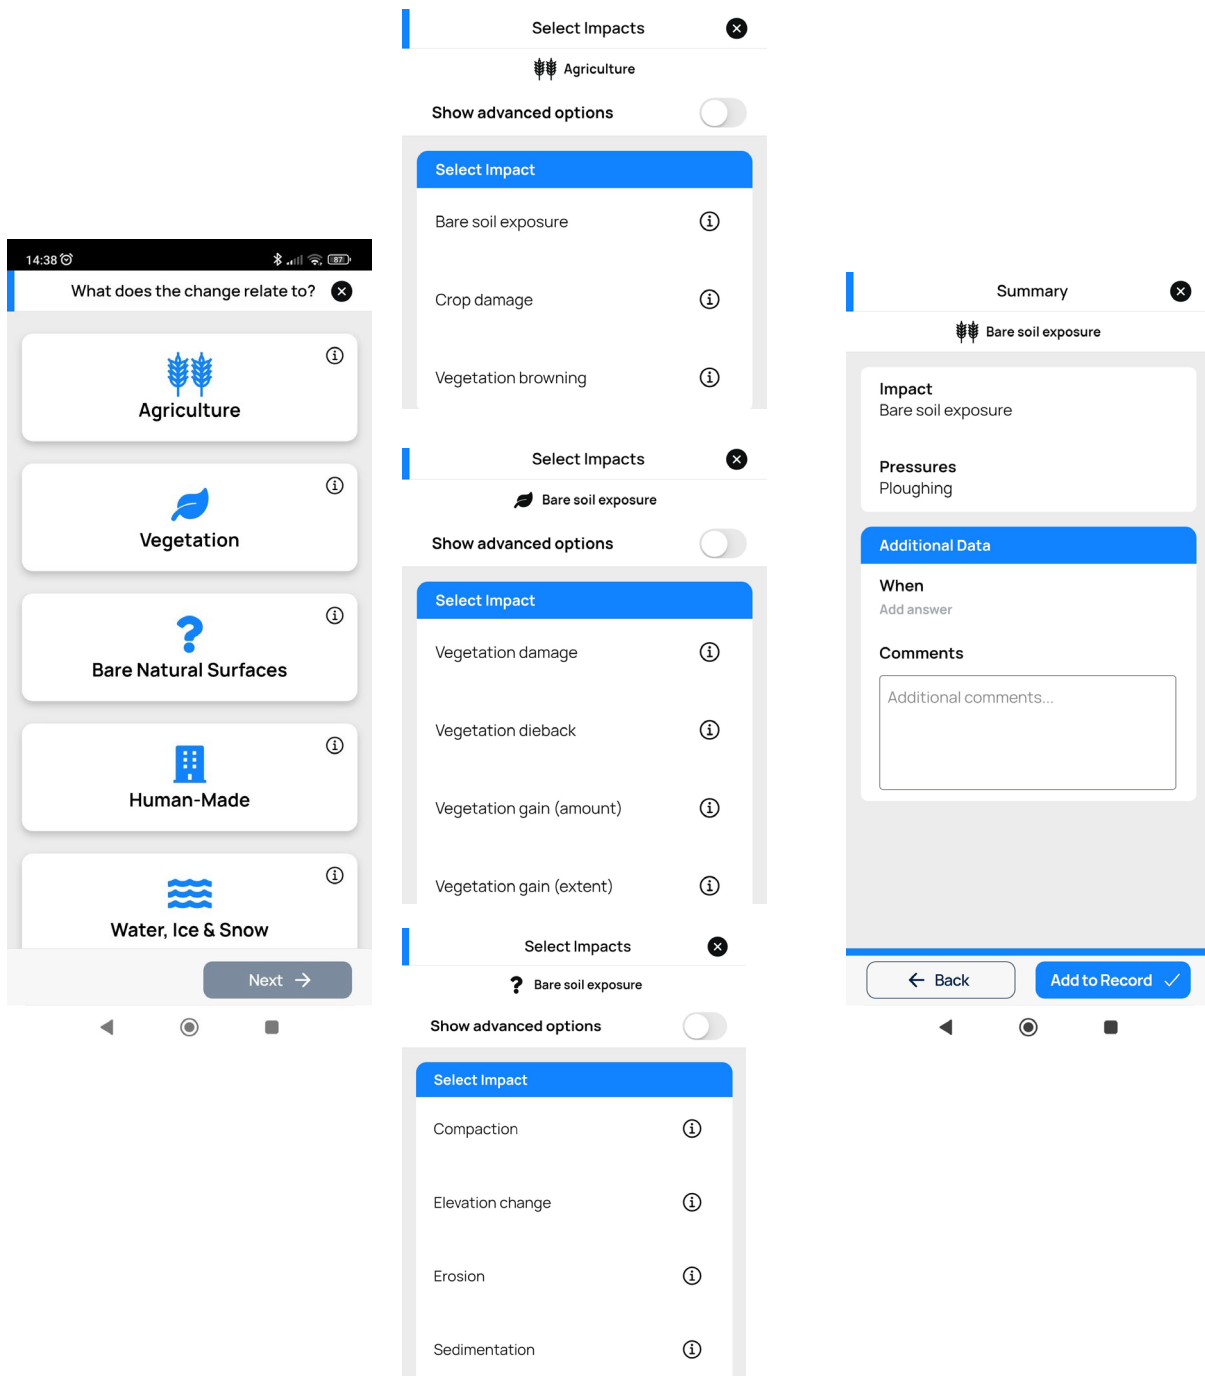 14:38
87
What does the change relate to?
Agriculture
Vegetation
Bare Natural Surfaces
Human-Made
Water, Ice & Snow
Next
Select Impacts
Agriculture
Show advanced options
Select Impact
Bare soil exposure
Crop damage
Vegetation browning
Select Impacts
Bare soil exposure
Show advanced options
Select Impact
Vegetation damage
Vegetation dieback
Vegetation gain (amount)
Vegetation gain (extent)
Select Impacts
Bare soil exposure
Show advanced options
Select Impact
Compaction
Elevation change
Erosion
Sedimentation
Summary
Bare soil exposure
Impact
Bare soil exposure
Pressures
Ploughing
Additional Data
When
Add answer
Comments
Additional comments...
Back
Add to Record